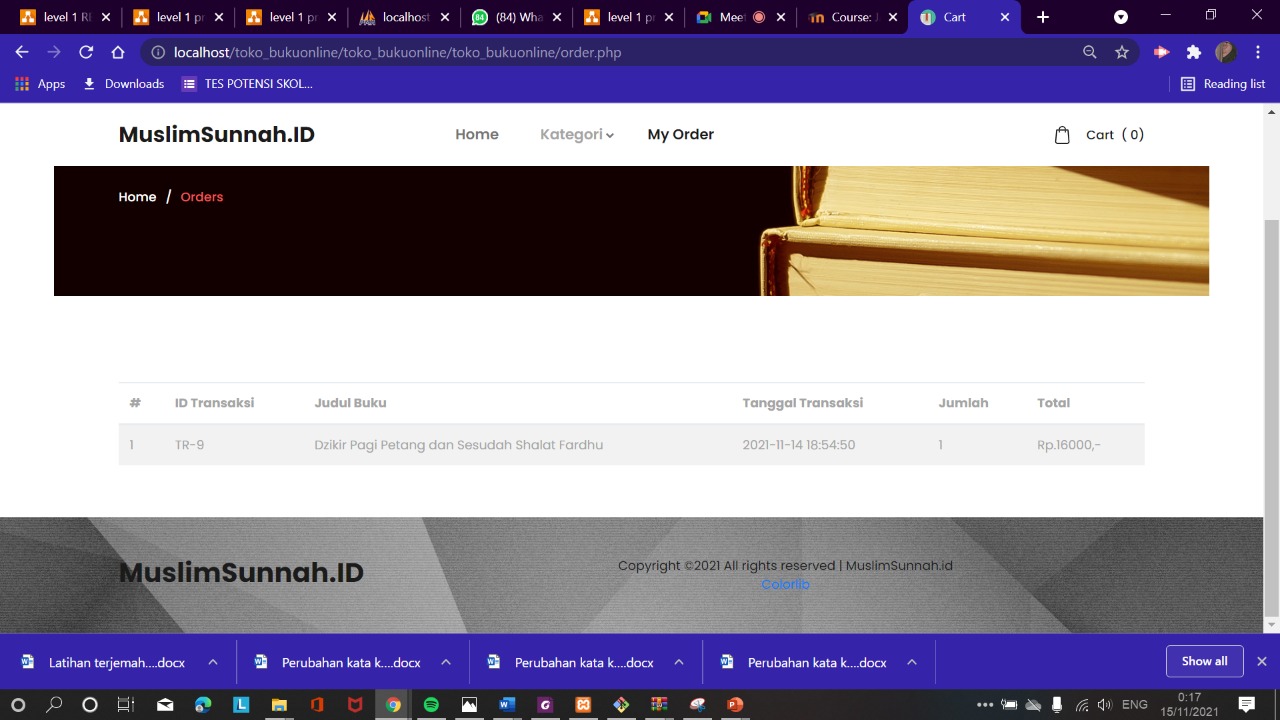 level 1 RE
level 1 pr
level 1 pr
localhost
(84) Wha
level 1 pr
Meet
Course: J
Cart
localhost/toko_bukuonline/toko_bukuonline/toko_bukuonline/order.php
Apps
Downloads
TES POTENSI SKOL...
Reading list
MuslimSunnah.ID
Home
Kategori
My Order
Cart ( 0)
Home / Orders
# ID Transaksi Judul Buku Tanggal Transaksi Jumlah Total
1 TR-9 Dzikir Pagi Petang dan Sesudah Shalat Fardhu 2021-11-14 18:54:50 1 Rp.16000,-
MuslimSunnah.ID
Copyright ©2021 All rights reserved | MuslimSunnah.id
Colorlib
Latihan terjemah....docx
Perubahan kata k....docx
Perubahan kata k....docx
Perubahan kata k....docx
Show all
ENG
0:17
15/11/2021